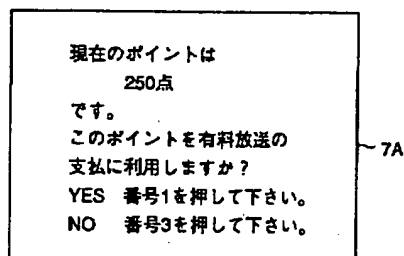 現在のポイントは
250点
です。
このポイントを有料放送の
支払に利用しますか？
YES 番号1を押して下さい。
NO 番号3を押して下さい。
7A